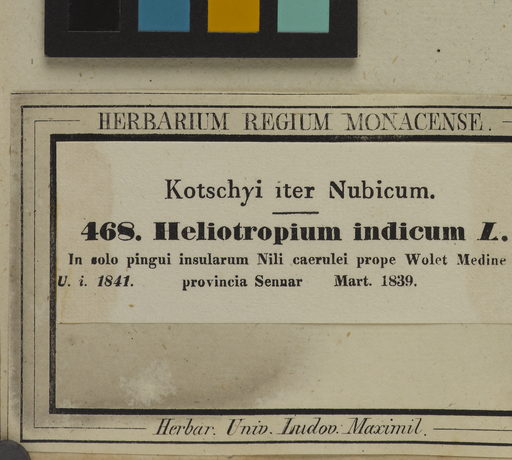 HERBARIUM REGIUM MONACENSE.
Kotschyi iter Nubicum.
468. Heliotropium indicum L.
In solo pingui insularum Nili caerulei prope Wolet Medine
U. i. 1841. provincia Sennar Mart. 1839.
Herbar. Univ. Ludov. Maximil.